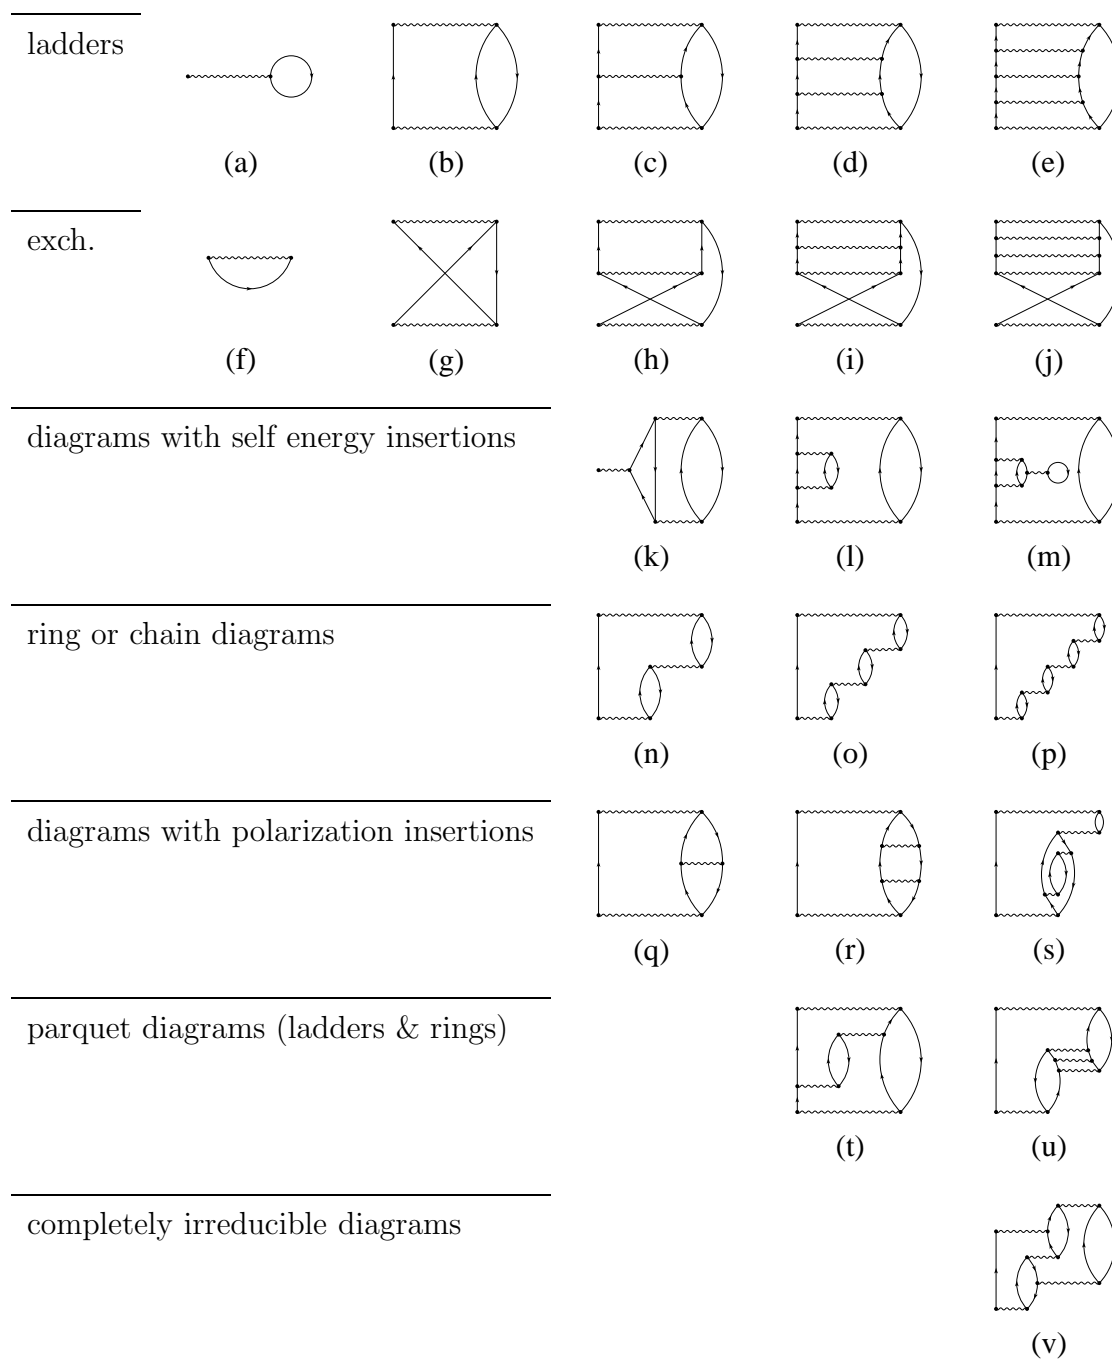 ladders
(a) (b) (c) (d) (e)
exch.
(f) (g) (h) (i) (j)
diagrams with self energy insertions
(k) (l) (m)
ring or chain diagrams
(n) (o) (p)
diagrams with polarization insertions
(q) (r) (s)
parquet diagrams (ladders & rings)
(t) (u)
completely irreducible diagrams
(v)